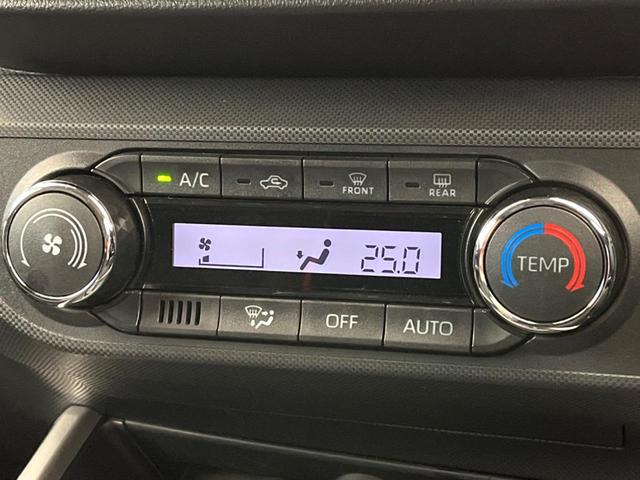 A/C
FRONT
REAR
25.0
TEMP
OFF
AUTO